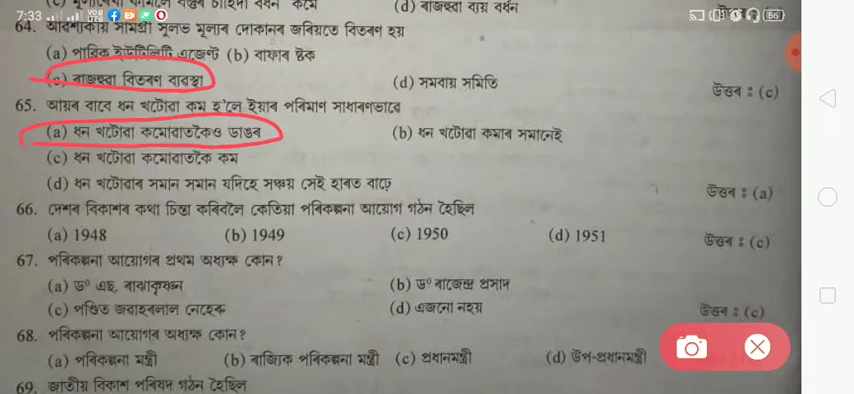 7:33
56
(d) ৰাজহুৱা ব্যয় বৰ্ধন
64. আৱশ্যকীয় সামগ্ৰী সুলভ মূল্যৰ দোকানৰ জৰিয়তে বিতৰণ হয়
(a) পাব্লিক ইউটিলিটি এজেণ্ট (b) বাফাৰ ষ্টক
(c) ৰাজহুৱা বিতৰণ ব্যৱস্থা (d) সমবায় সমিতি উত্তৰ : (c)
65. আয়ৰ বাবে ধন খটোৱা কম হ'লে ইয়াৰ পৰিমাণ সাধাৰণভাৱে
(a) ধন খটোৱা কমোৱাতকৈও ডাঙৰ (b) ধন খটোৱা কমাৰ সমানেই
(c) ধন খটোৱা কমোৱাতকৈ কম
(d) ধন খটোৱাৰ সমান সমান যদিহে সঞ্চয় সেই হাৰত বাঢ়ে উত্তৰ : (a)
66. দেশৰ বিকাশৰ কথা চিন্তা কৰিবলৈ কেতিয়া পৰিকল্পনা আয়োগ গঠন হৈছিল
(a) 1948 (b) 1949 (c) 1950 (d) 1951 উত্তৰ : (c)
67. পৰিকল্পনা আয়োগৰ প্ৰথম অধ্যক্ষ কোন?
(a) ড° এছ. ৰাধাকৃষ্ণন (b) ড° ৰাজেন্দ্ৰ প্ৰসাদ
(c) পণ্ডিত জৱাহৰলাল নেহেৰু (d) এজনো নহয় উত্তৰ : (c)
68. পৰিকল্পনা আয়োগৰ অধ্যক্ষ কোন?
(a) পৰিকল্পনা মন্ত্ৰী (b) ৰাজ্যিক পৰিকল্পনা মন্ত্ৰী (c) প্ৰধানমন্ত্ৰী (d) উপ-প্ৰধানমন্ত্ৰী
69. জাতীয় বিকাশ পৰিষদ গঠন হৈছিল